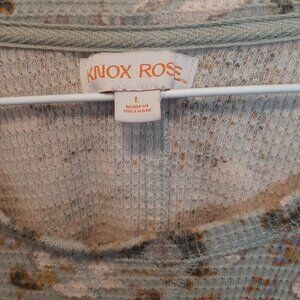 KNOX ROSE
L
MADE IN
VIETNAM